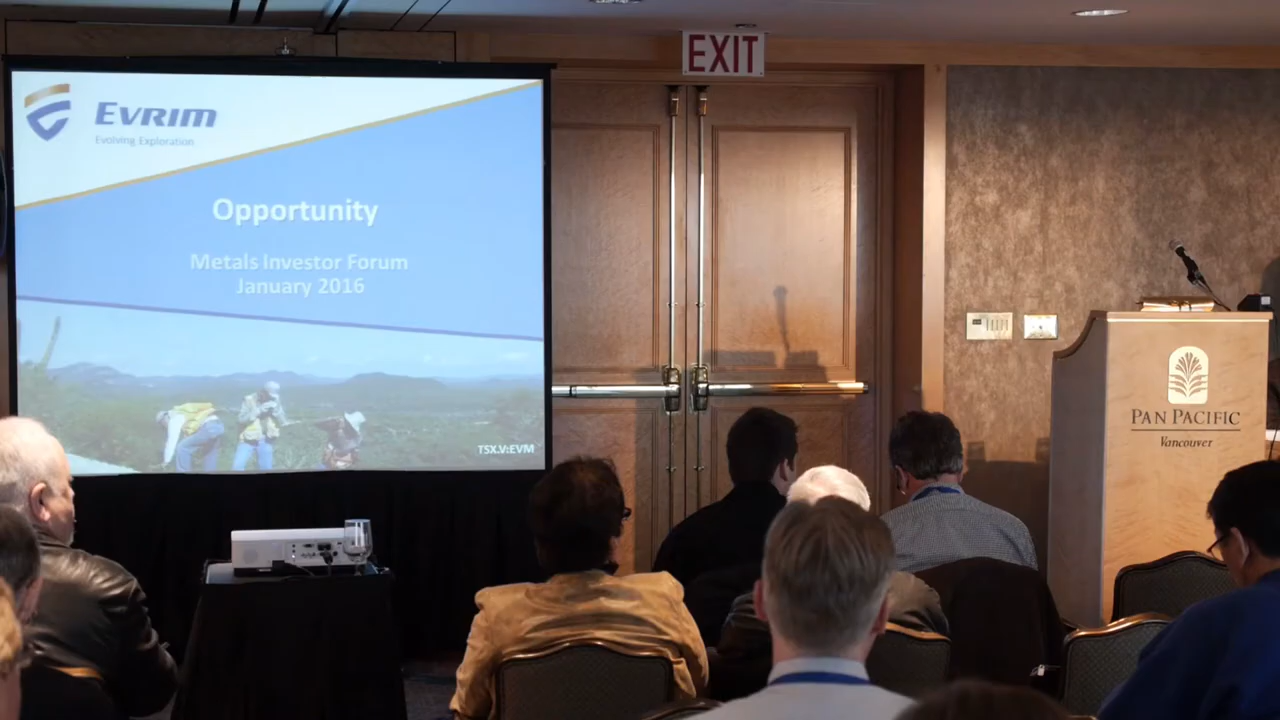 EXIT
EVRIM
Evolving Exploration
Opportunity
Metals Investor Forum
January 2016
TSX.V:EVM
PAN PACIFIC
Vancouver